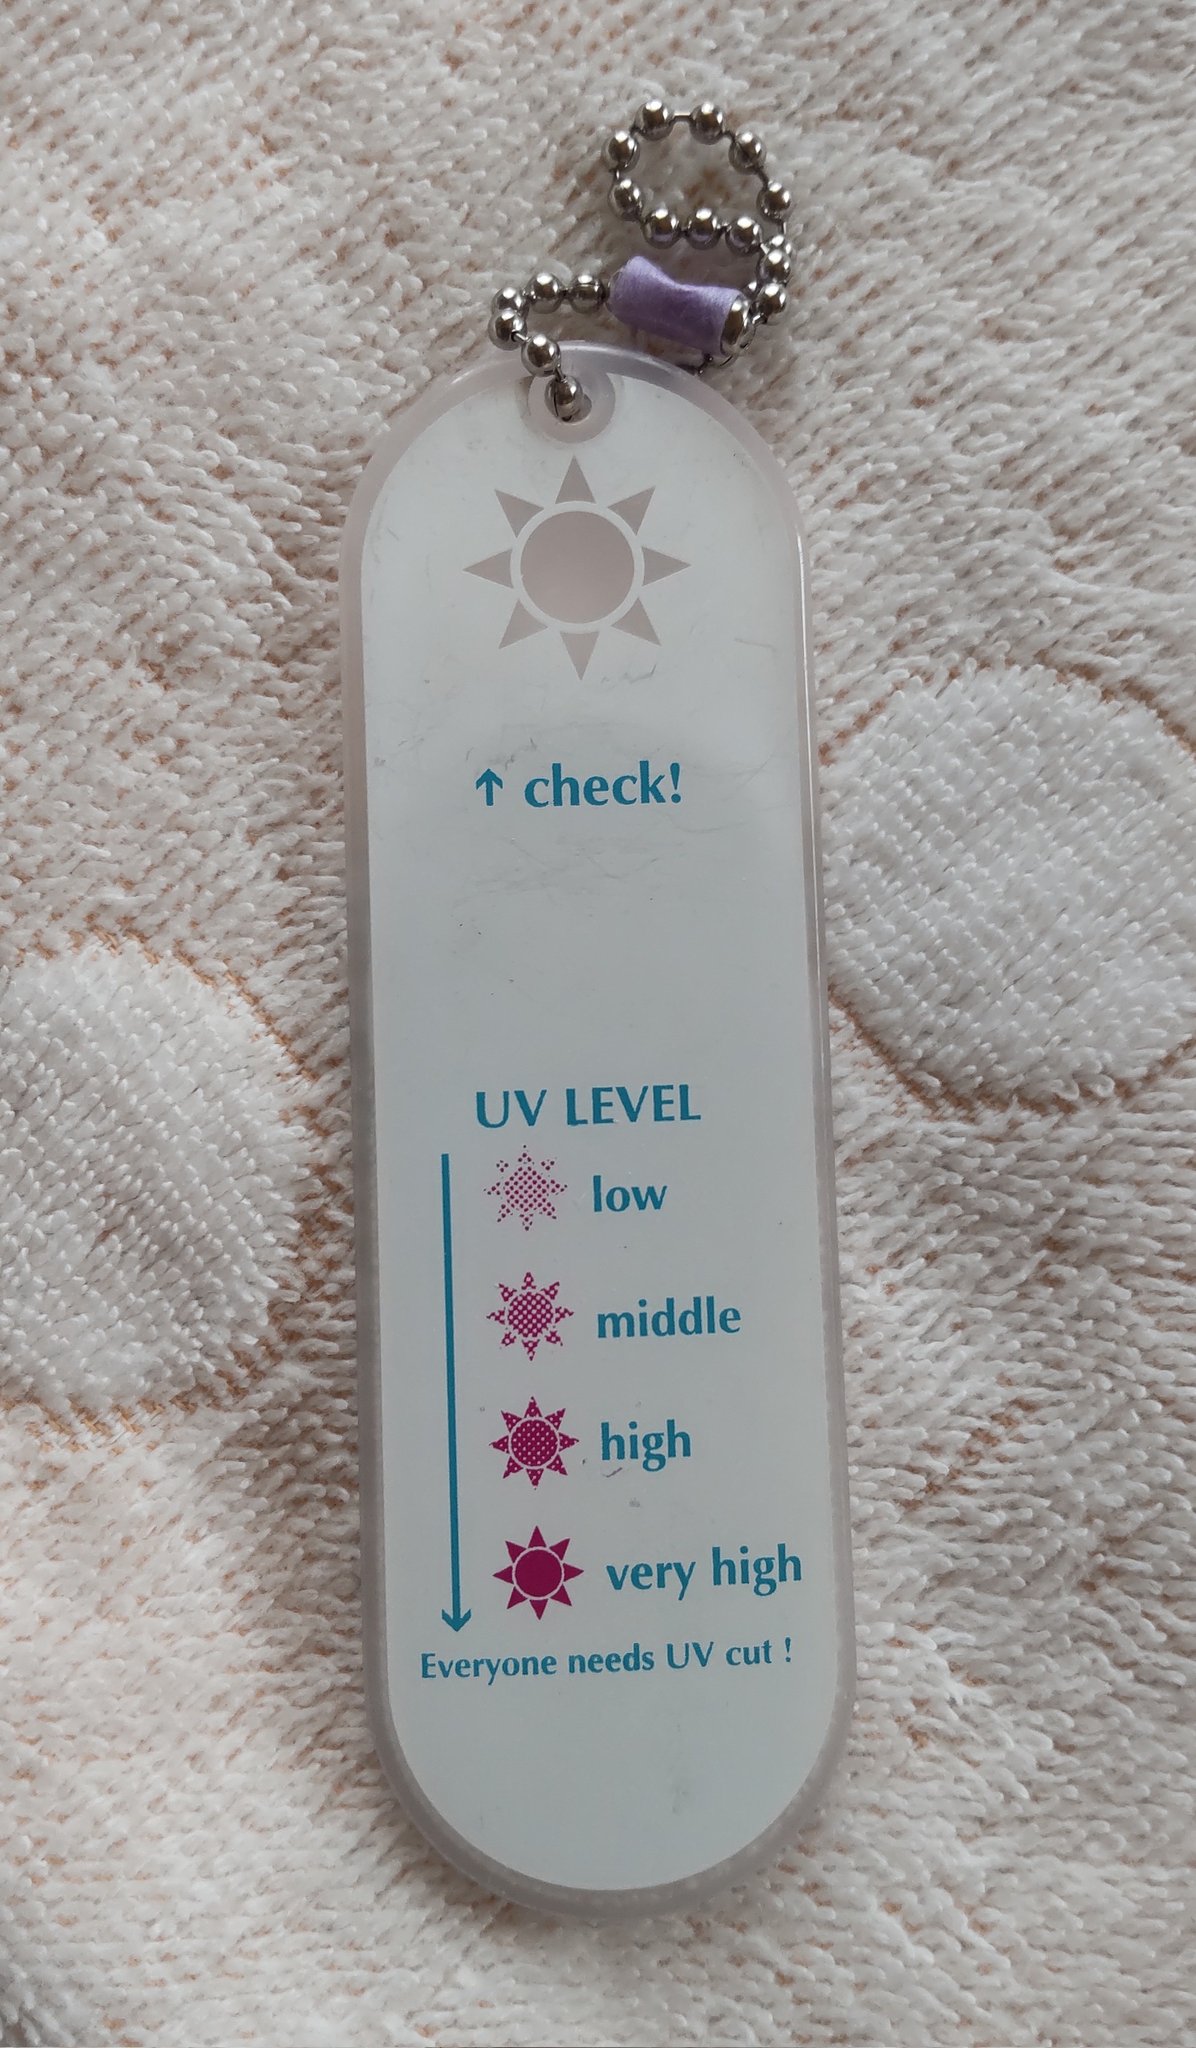 ↑ check!
UV LEVEL
low
middle
high
very high
Everyone needs UV cut !